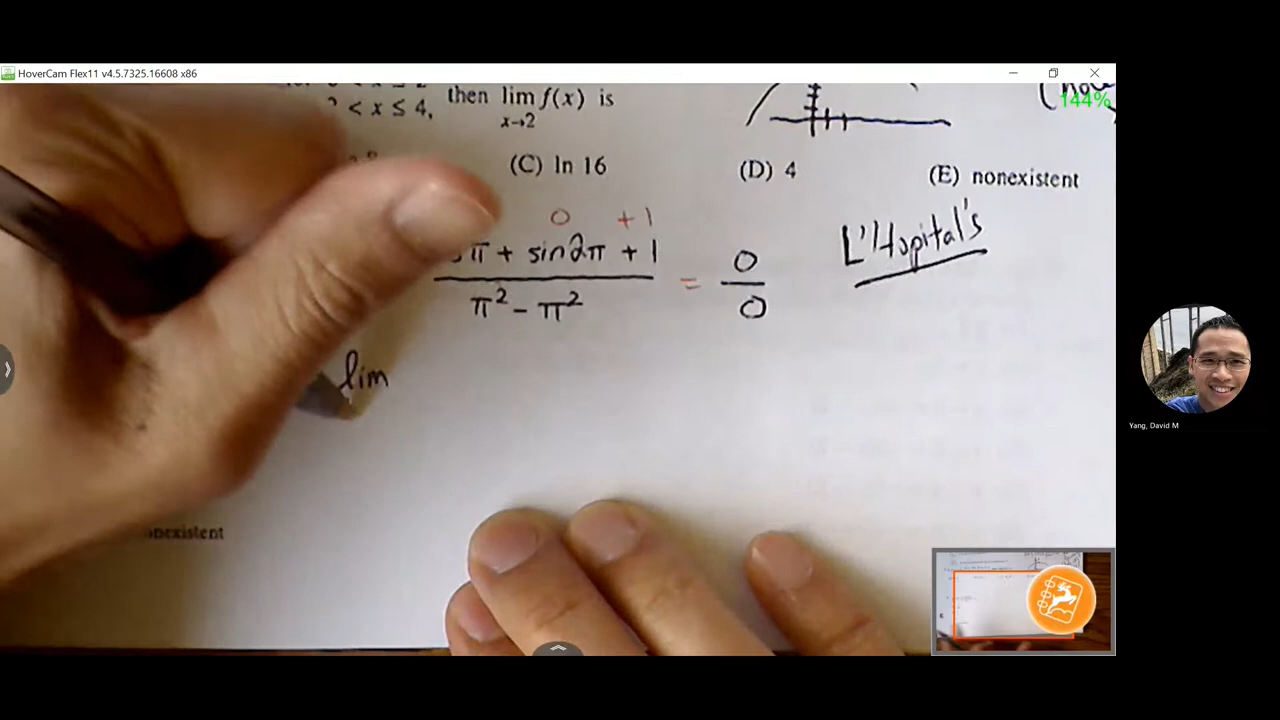 HoverCam Flex11 v4.5.7325.16608 x86
144%
2 < x ≤ 4, then lim f(x) is
x→2
(C) ln 16 (D) 4 (E) nonexistent
0 +1
π + sin2π + 1 = 0 L'Hopital's
π² − π² 0
lim
nexistent
Yang, David M